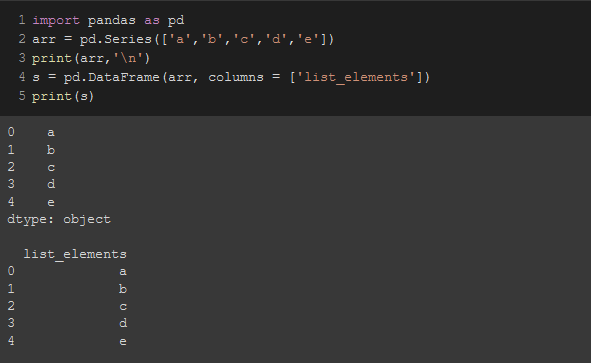 1 import pandas as pd
2 arr = pd.Series(['a','b','c','d','e'])
3 print(arr,'\n')
4 s = pd.DataFrame(arr, columns = ['list_elements'])
5 print(s)
0    a
1    b
2    c
3    d
4    e
dtype: object
  list_elements
0             a
1             b
2             c
3             d
4             e